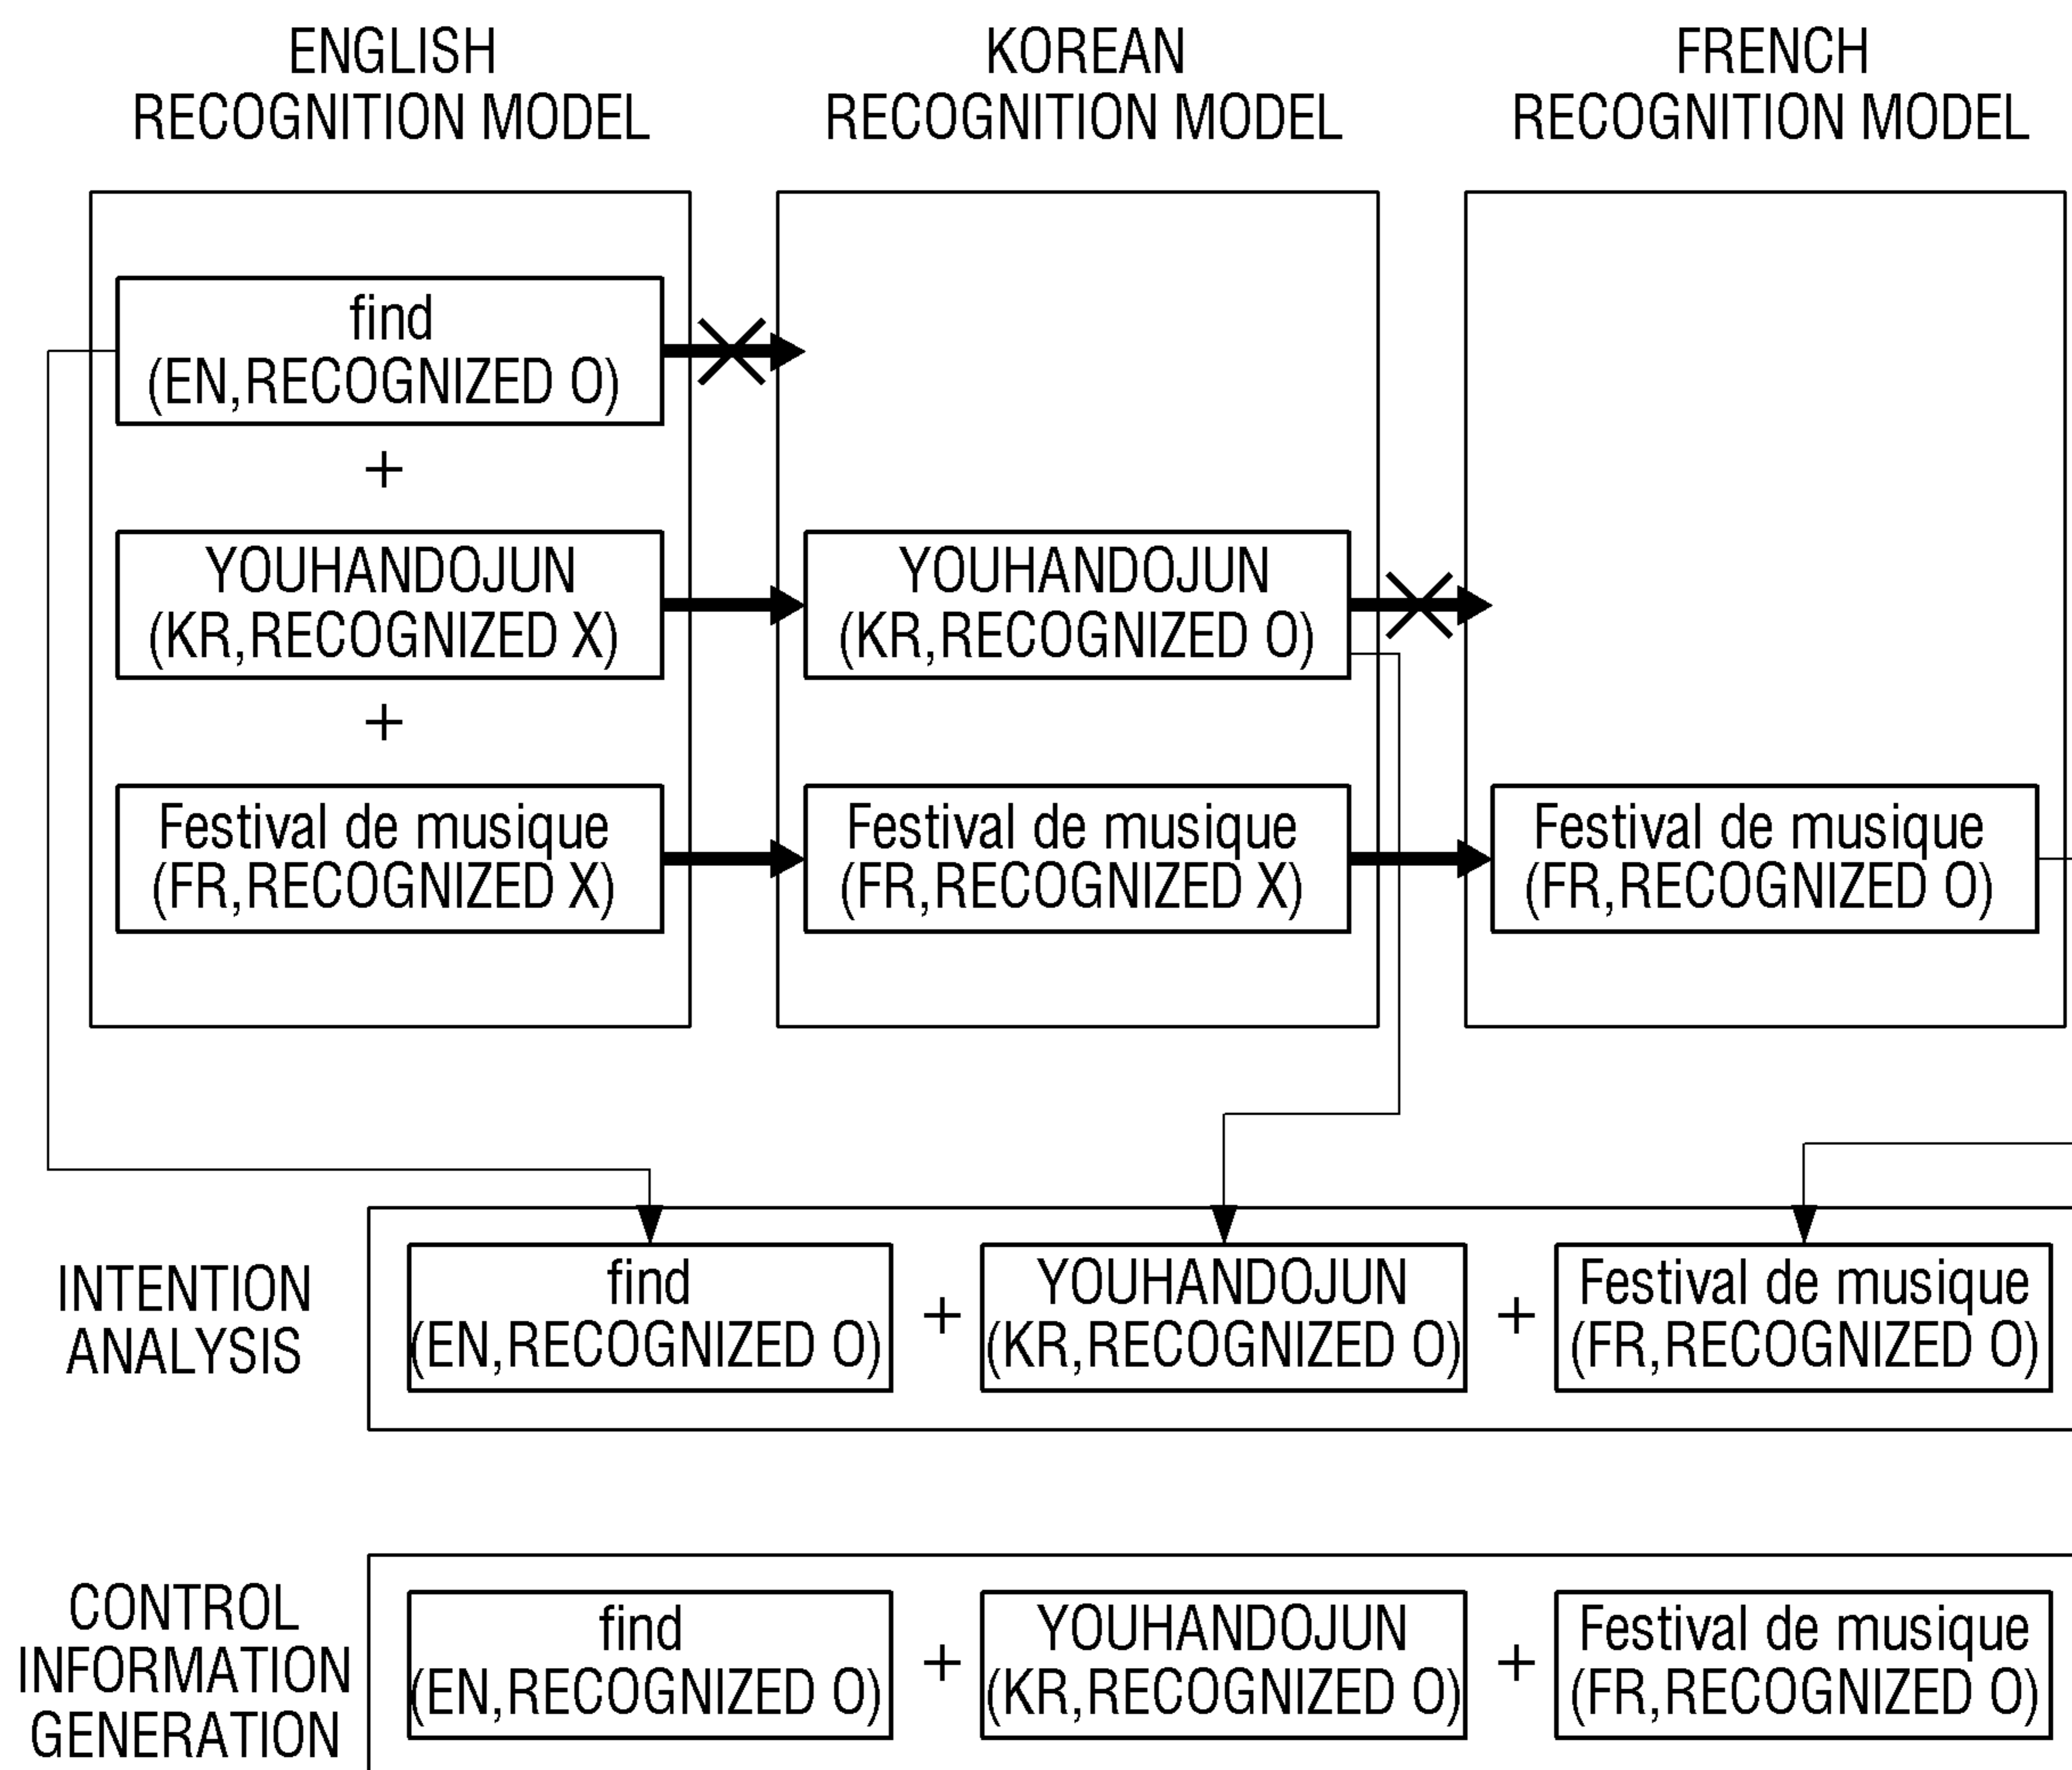 ENGLISH
RECOGNITION MODEL
KOREAN
RECOGNITION MODEL
FRENCH
RECOGNITION MODEL
find
(EN,RECOGNIZED O)
+
YOUHANDOJUN
(KR,RECOGNIZED X)
+
Festival de musique
(FR,RECOGNIZED X)
YOUHANDOJUN
(KR,RECOGNIZED O)
Festival de musique
(FR,RECOGNIZED X)
Festival de musique
(FR,RECOGNIZED O)
INTENTION
ANALYSIS
find
(EN,RECOGNIZED O)
+
YOUHANDOJUN
(KR,RECOGNIZED O)
+
Festival de musique
(FR,RECOGNIZED O)
CONTROL
INFORMATION
GENERATION
find
(EN,RECOGNIZED O)
+
YOUHANDOJUN
(KR,RECOGNIZED O)
+
Festival de musique
(FR,RECOGNIZED O)